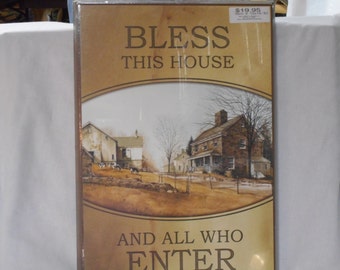 $19.95
BLESS
THIS HOUSE
AND ALL WHO
ENTER